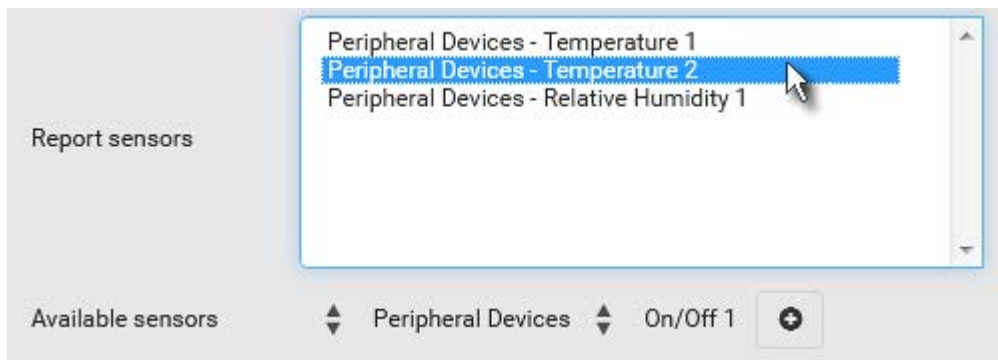 Peripheral Devices - Temperature 1
Peripheral Devices - Temperature 2
Peripheral Devices - Relative Humidity 1
Report sensors
Available sensors Peripheral Devices On/Off 1